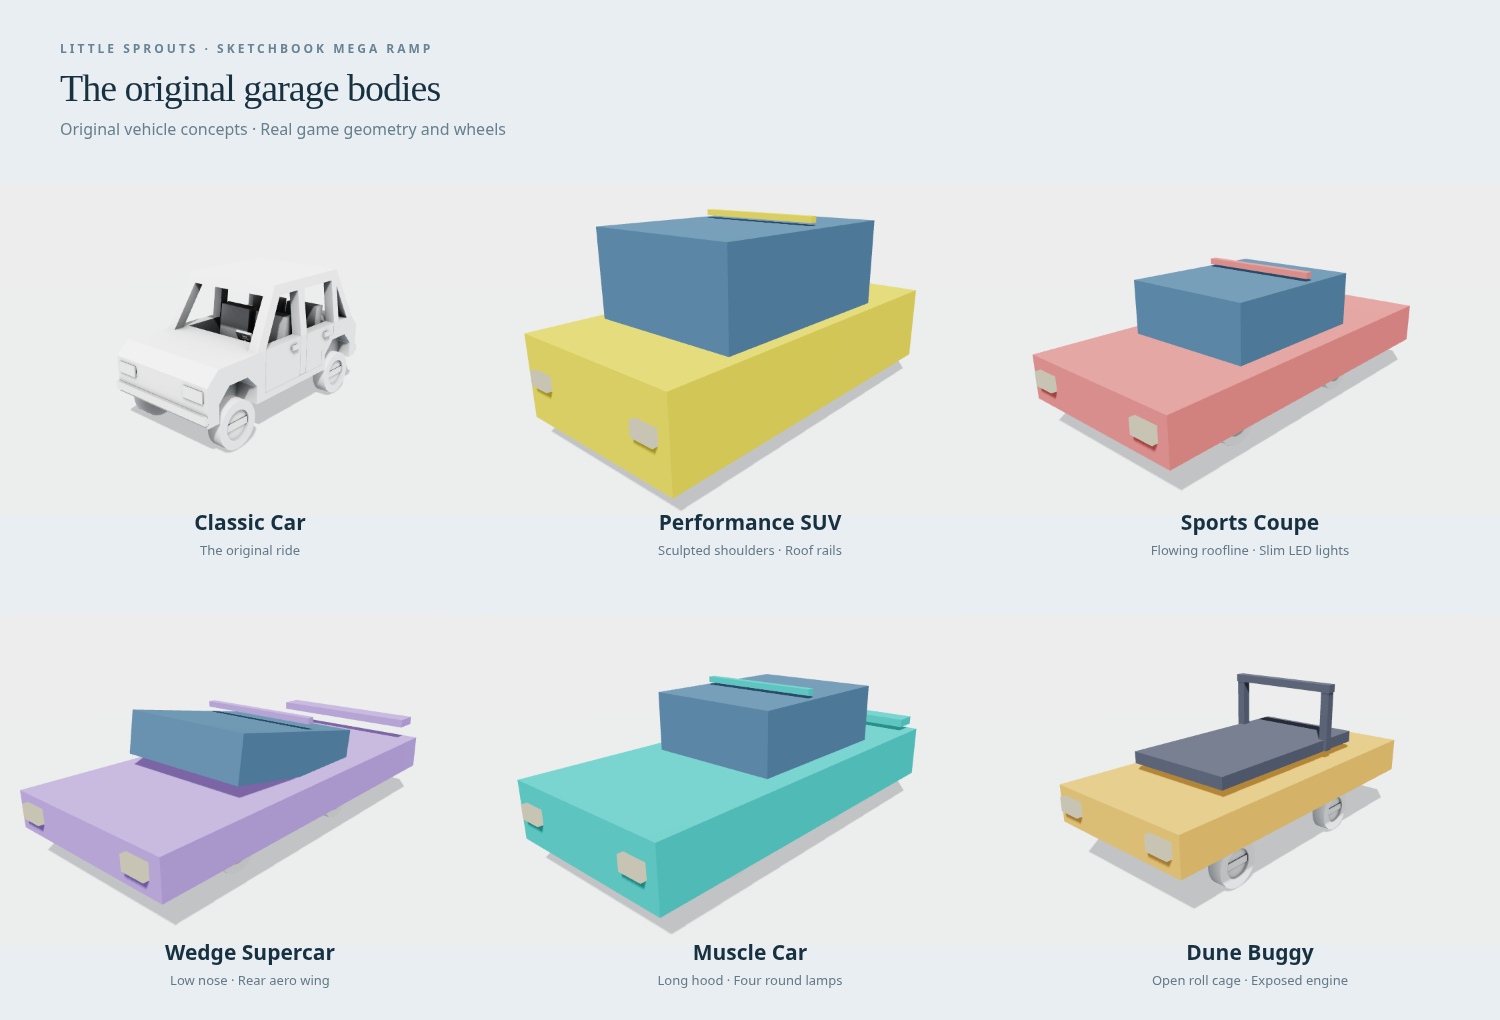 LITTLE SPROUTS · SKETCHBOOK MEGA RAMP
The original garage bodies
Original vehicle concepts · Real game geometry and wheels
Classic Car
The original ride
Performance SUV
Sculpted shoulders · Roof rails
Sports Coupe
Flowing roofline · Slim LED lights
Wedge Supercar
Low nose · Rear aero wing
Muscle Car
Long hood · Four round lamps
Dune Buggy
Open roll cage · Exposed engine